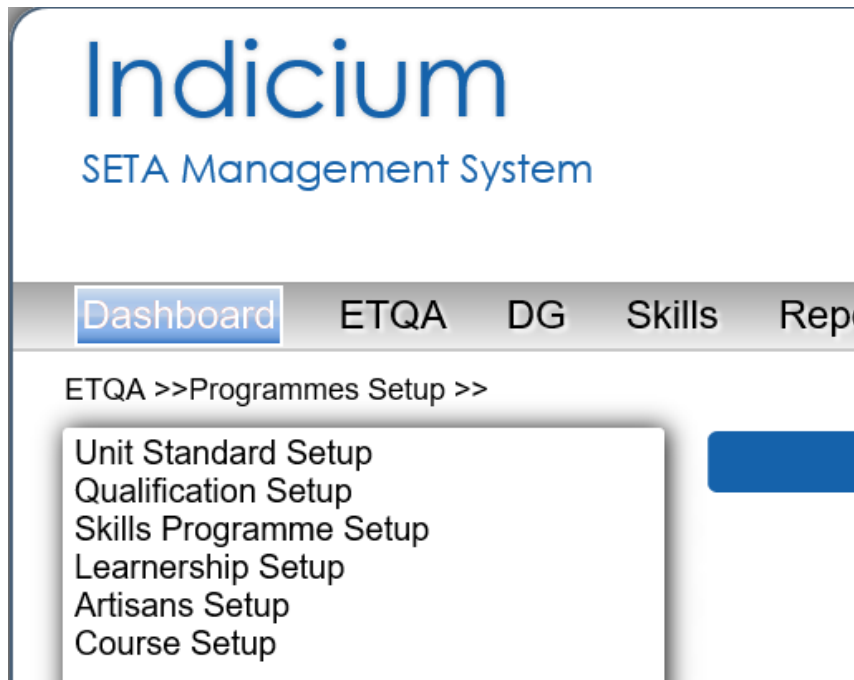 Indicium
SETA Management System
Dashboard ETQA DG Skills
ETQA >>Programmes Setup >>
Unit Standard Setup
Qualification Setup
Skills Programme Setup
Learnership Setup
Artisans Setup
Course Setup